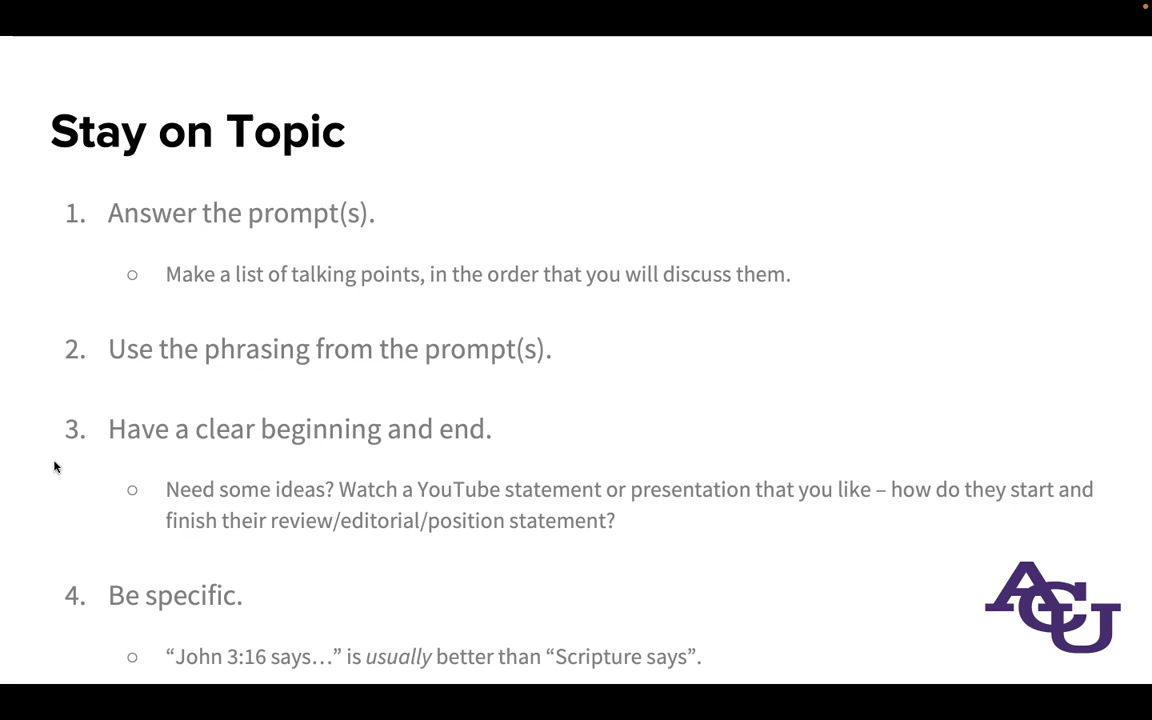 Stay on Topic
1. Answer the prompt(s).
○ Make a list of talking points, in the order that you will discuss them.
2. Use the phrasing from the prompt(s).
3. Have a clear beginning and end.
○ Need some ideas? Watch a YouTube statement or presentation that you like – how do they start and
finish their review/editorial/position statement?
4. Be specific.
ACU
○ “John 3:16 says…” is usually better than “Scripture says”.